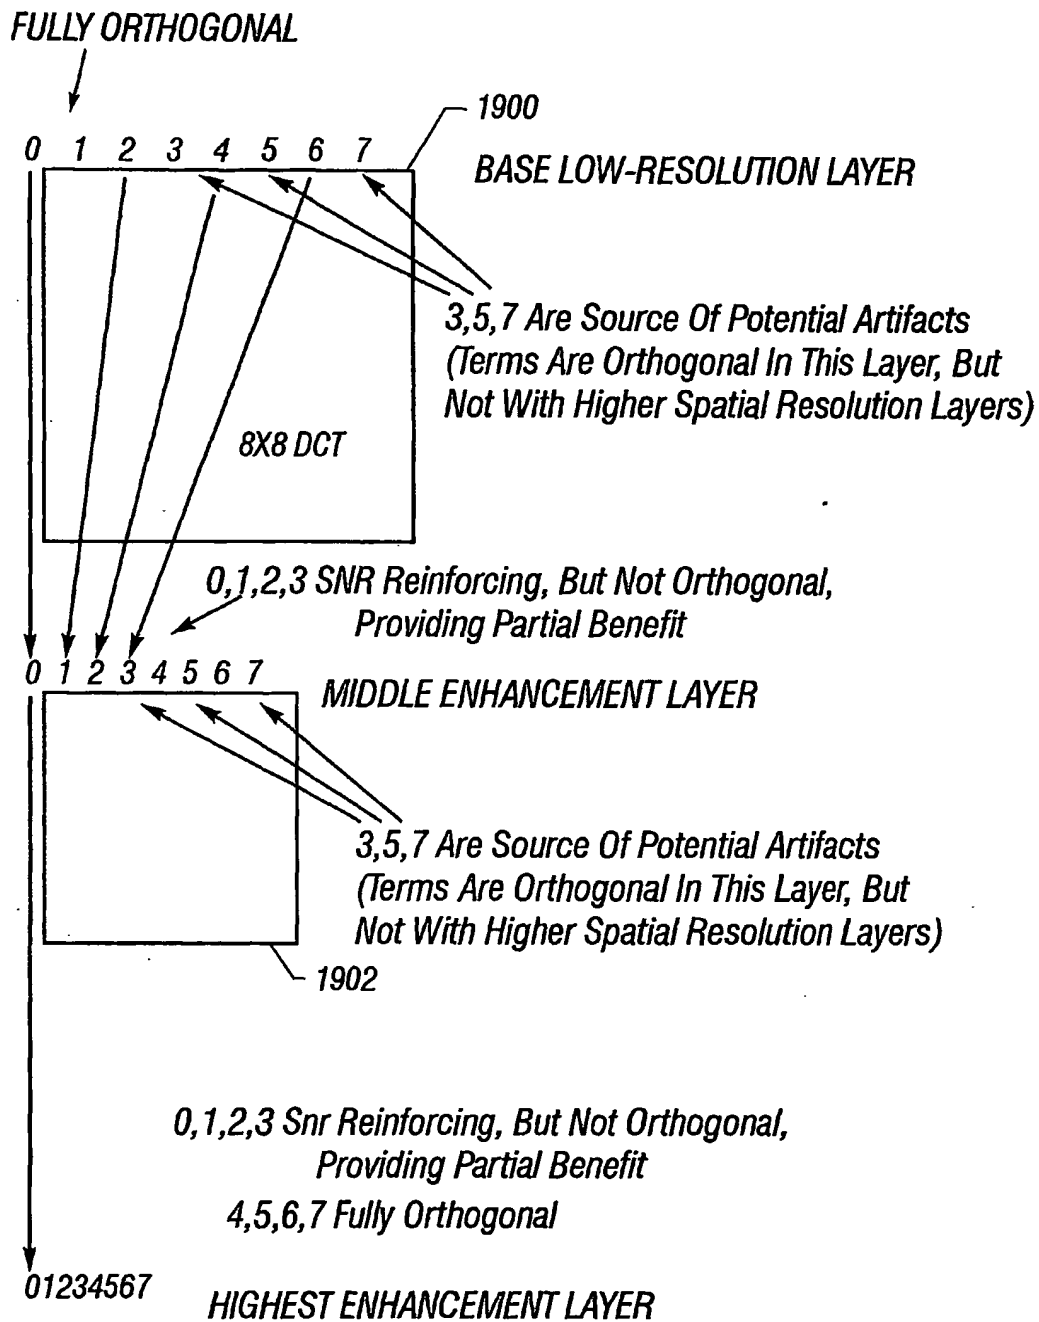 FULLY ORTHOGONAL
1900
0 1 2 3 4 5 6 7
BASE LOW-RESOLUTION LAYER
3,5,7 Are Source Of Potential Artifacts
(Terms Are Orthogonal In This Layer, But
Not With Higher Spatial Resolution Layers)
8X8 DCT
0,1,2,3 SNR Reinforcing, But Not Orthogonal,
Providing Partial Benefit
0 1 2 3 4 5 6 7
MIDDLE ENHANCEMENT LAYER
3,5,7 Are Source Of Potential Artifacts
(Terms Are Orthogonal In This Layer, But
Not With Higher Spatial Resolution Layers)
1902
0,1,2,3 Snr Reinforcing, But Not Orthogonal,
Providing Partial Benefit
4,5,6,7 Fully Orthogonal
01234567
HIGHEST ENHANCEMENT LAYER